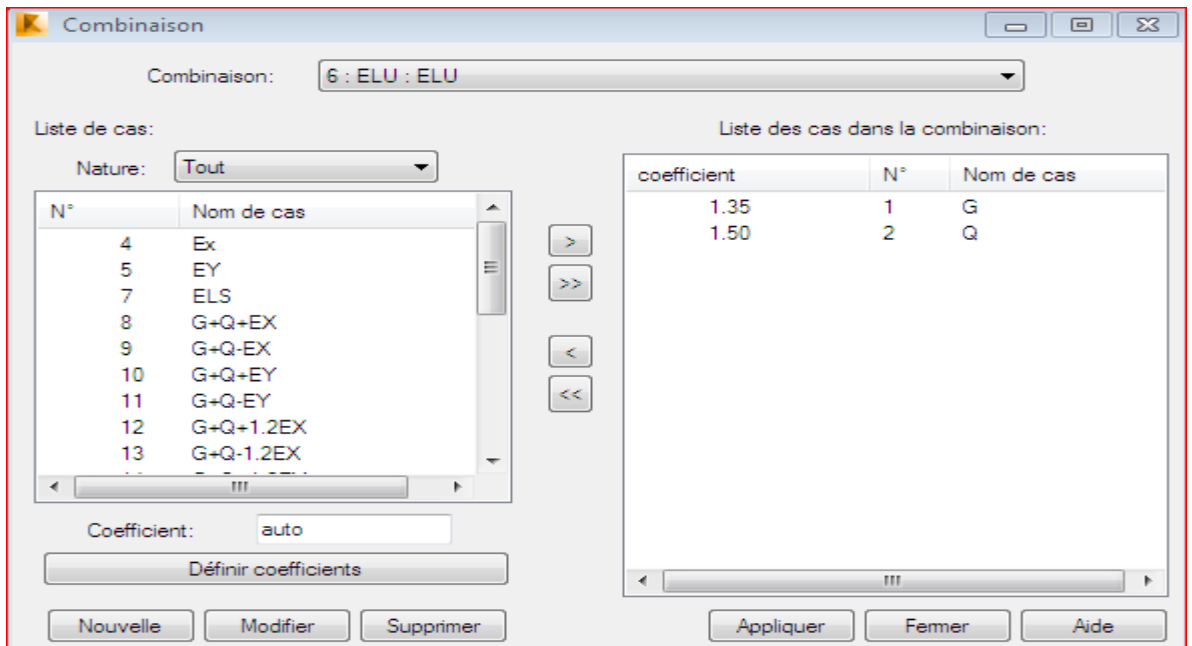 Combinaison
Combinaison: 6 : ELU : ELU
Liste de cas:
Nature: Tout
N° Nom de cas
4 Ex
5 EY
7 ELS
8 G+Q+EX
9 G+Q-EX
10 G+Q+EY
11 G+Q-EY
12 G+Q+1.2EX
13 G+Q-1.2EX
>
>>
<
<<
Coefficient: auto
Définir coefficients
Nouvelle Modifier Supprimer
Liste des cas dans la combinaison:
coefficient N° Nom de cas
1.35 1 G
1.50 2 Q
Appliquer Fermer Aide